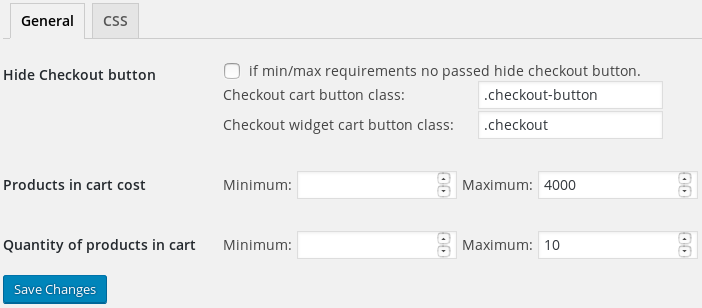 General CSS
Hide Checkout button if min/max requirements no passed hide checkout button.
Checkout cart button class: .checkout-button
Checkout widget cart button class: .checkout
Products in cart cost Minimum: Maximum: 4000
Quantity of products in cart Minimum: Maximum: 10
Save Changes